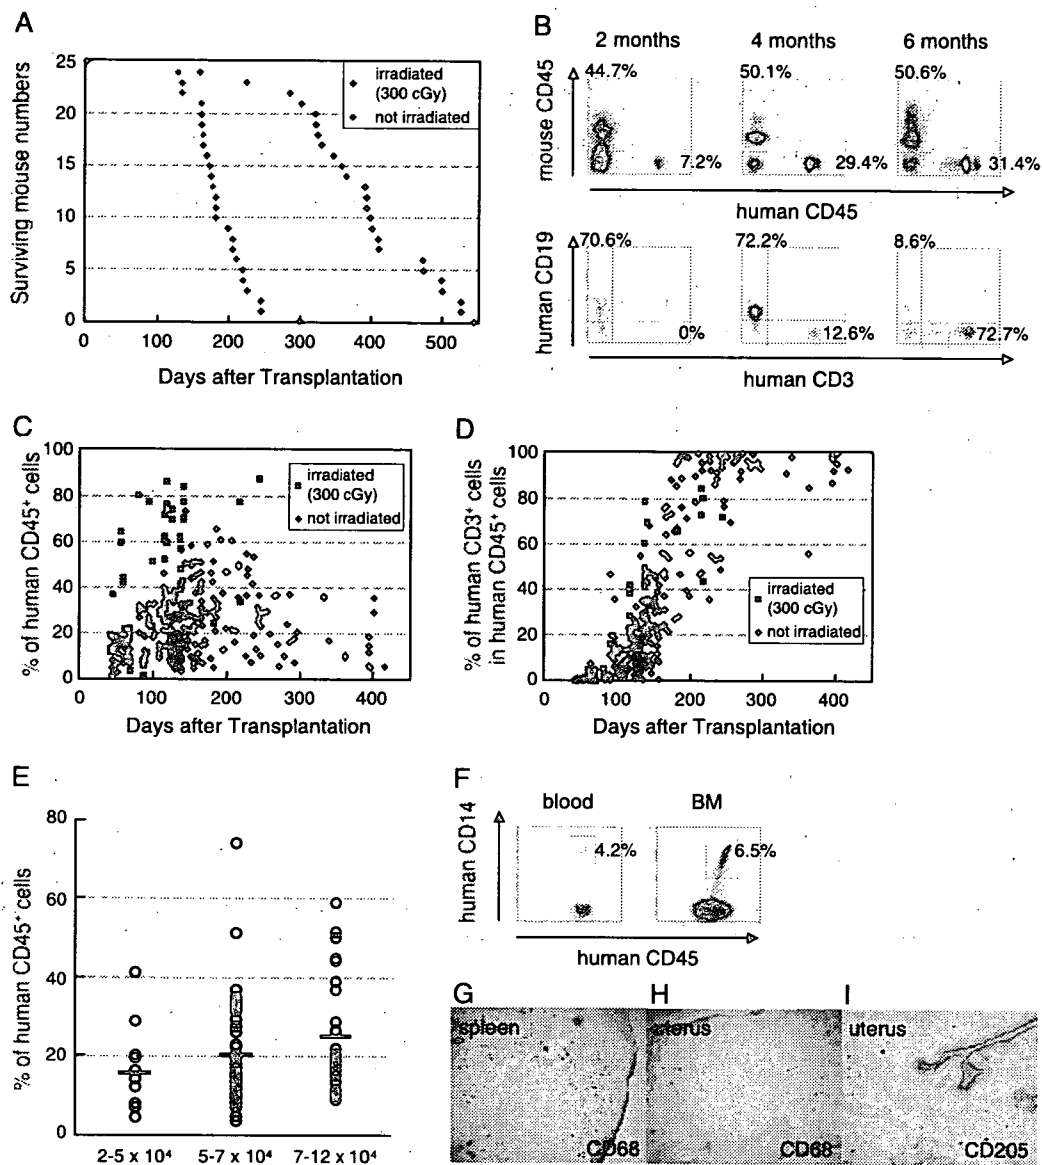 A
Surviving mouse numbers
25
20
15
10
5
0
0 100 200 300 400 500
Days after Transplantation
irradiated
(300 cGy)
not irradiated
B
2 months 4 months 6 months
mouse CD45
44.7% 50.1% 50.6%
7.2% 29.4% 31.4%
human CD45
human CD19
70.6% 72.2% 8.6%
0% 12.6% 72.7%
human CD3
C
% of human CD45+ cells
100
80
60
40
20
0
0 100 200 300 400
Days after Transplantation
irradiated
(300 cGy)
not irradiated
D
% of human CD3+ cells
in human CD45+ cells
100
80
60
40
20
0
0 100 200 300 400
Days after Transplantation
irradiated
(300 cGy)
not irradiated
E
% of human CD45+ cells
80
60
40
20
0
2-5 x 10⁴ 5-7 x 10⁴ 7-12 x 10⁴
F
blood BM
human CD14
4.2% 6.5%
human CD45
G H I
spleen uterus uterus
CD68 CD68 CD205